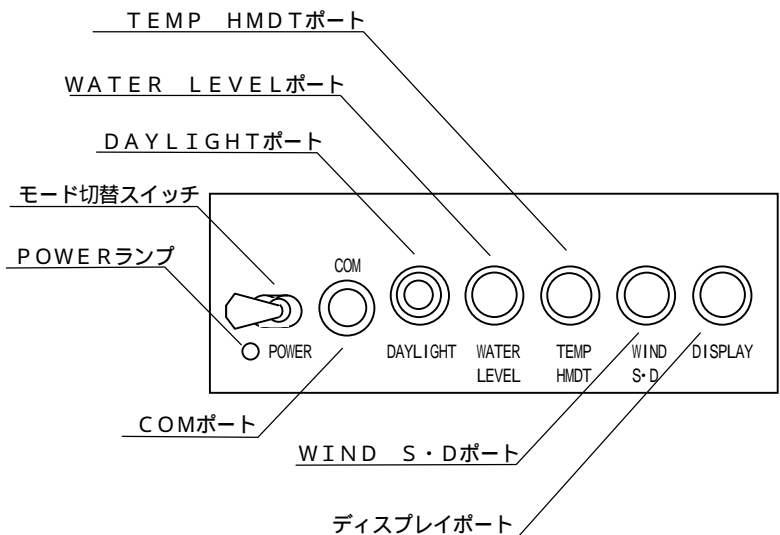 ＴＥＭＰ　ＨＭＤＴポート
ＷＡＴＥＲ　ＬＥＶＥＬポート
ＤＡＹＬＩＧＨＴポート
モード切替スイッチ
ＰＯＷＥＲランプ
COM
POWER
DAYLIGHT
WATER
LEVEL
TEMP
HMDT
WIND
S・D
DISPLAY
ＣＯＭポート
ＷＩＮＤ　Ｓ・Ｄポート
ディスプレイポート